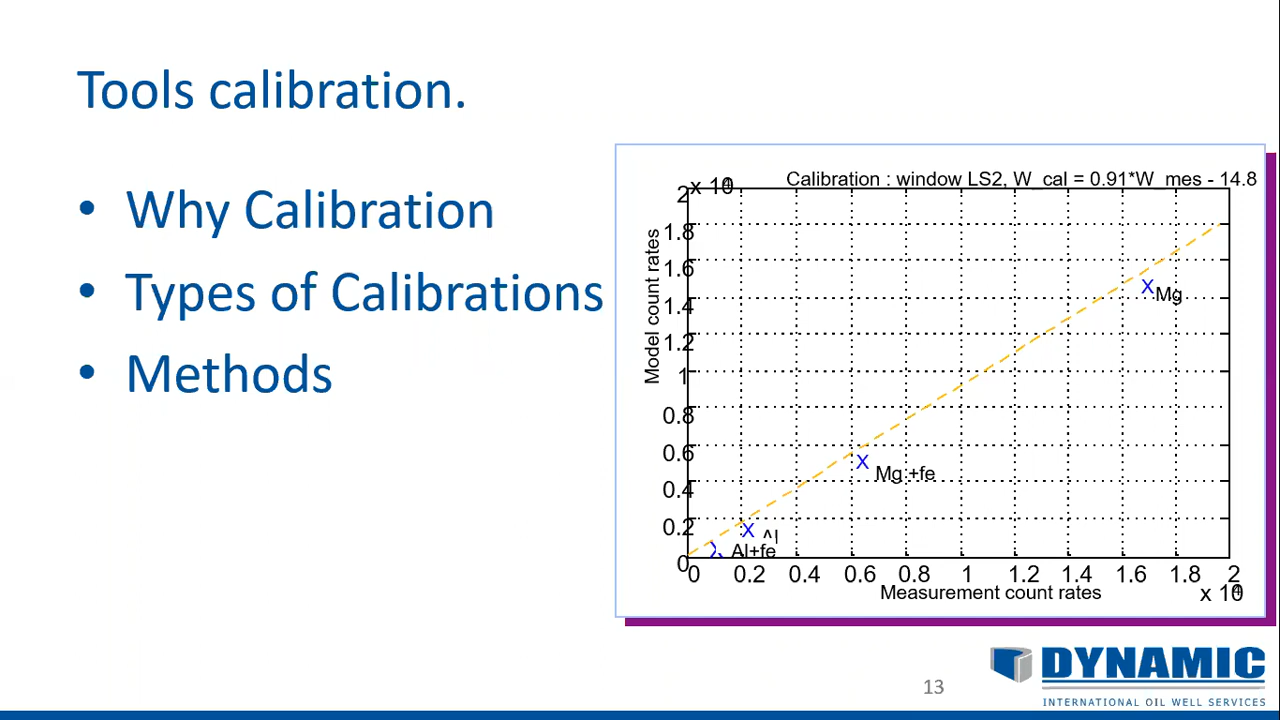 Tools calibration.
• Why Calibration
• Types of Calibrations
• Methods
Calibration : window LS2, W_cal = 0.91*W_mes - 14.8
x 10
2
1.8
1.6
1.4
1.2
1
0.8
0.6
0.4
0.2
0
Model count rates
Mg
Mg +fe
Al+fe
0 0.2 0.4 0.6 0.8 1 1.2 1.4 1.6 1.8 2
Measurement count rates
x 10
13
DYNAMIC
INTERNATIONAL OIL WELL SERVICES